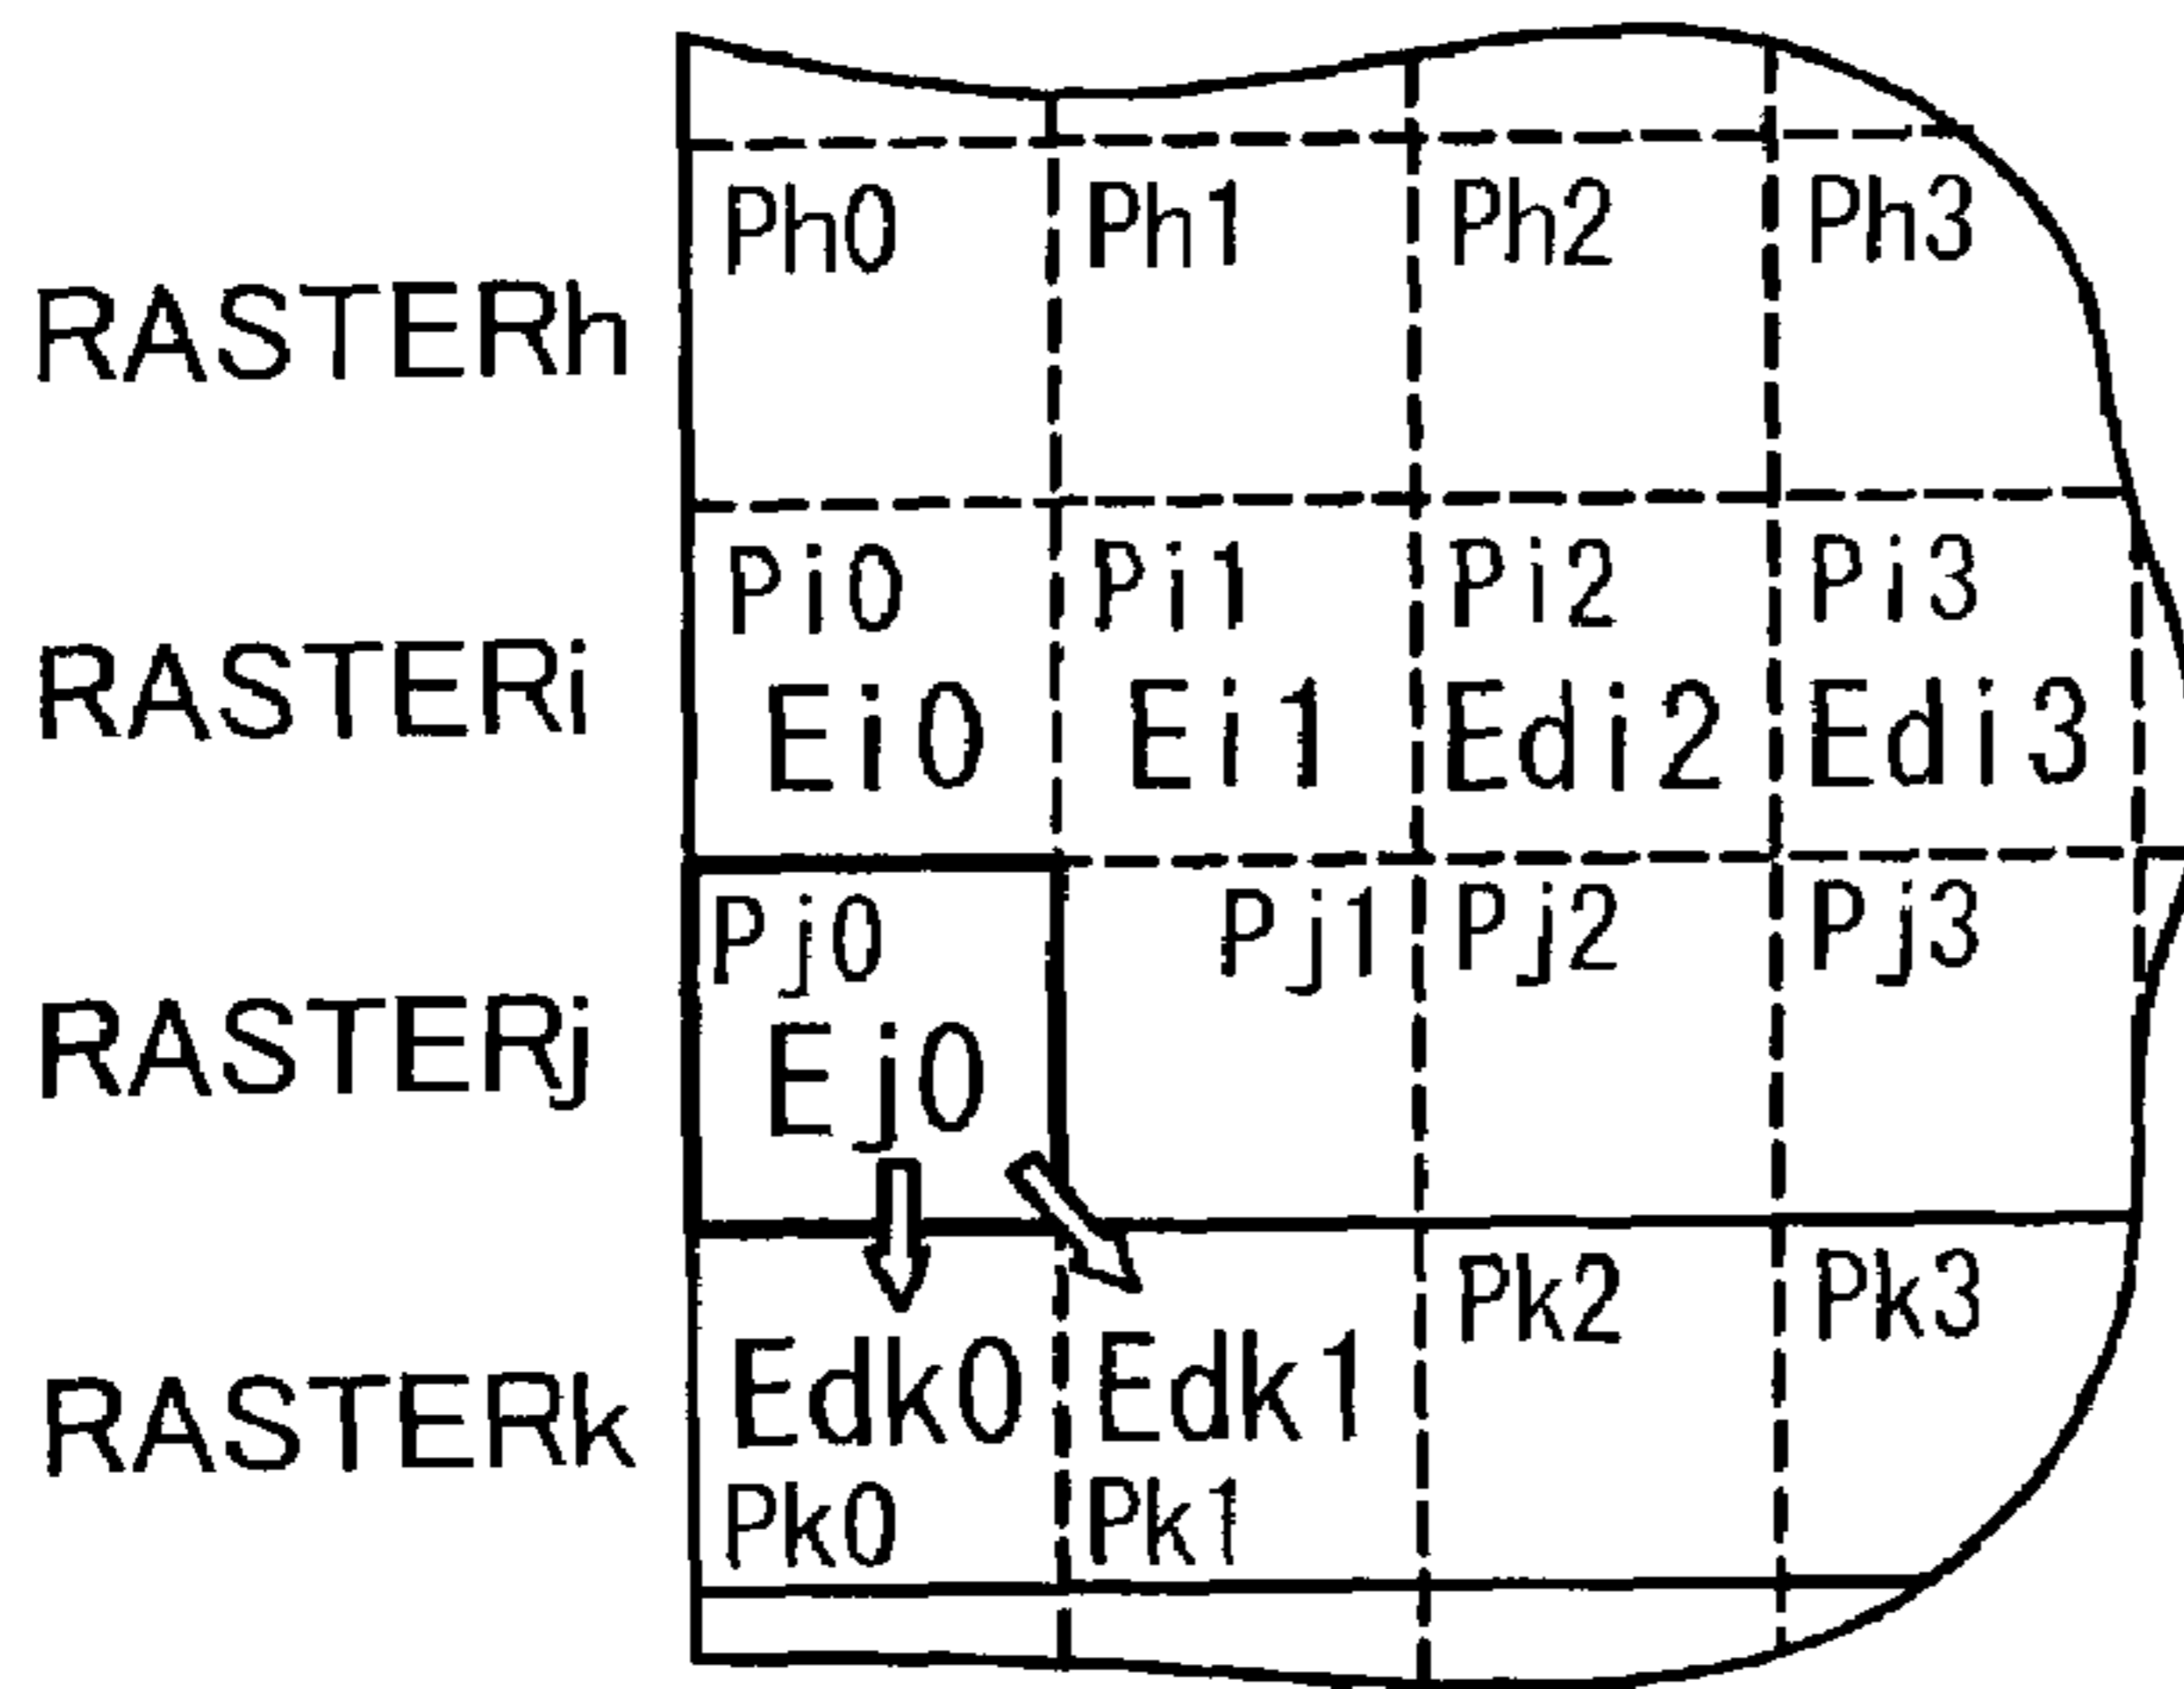 RASTERh Ph0 Ph1 Ph2 Ph3
Pi0 Pi1 Pi2 Pi3
RASTERi Ei0 Ei1 Edi2 Edi3
Pj0 Pj1 Pj2 Pj3
RASTERj Ej0
Pk2 Pk3
RASTERk Edk0 Edk1
Pk0 Pk1